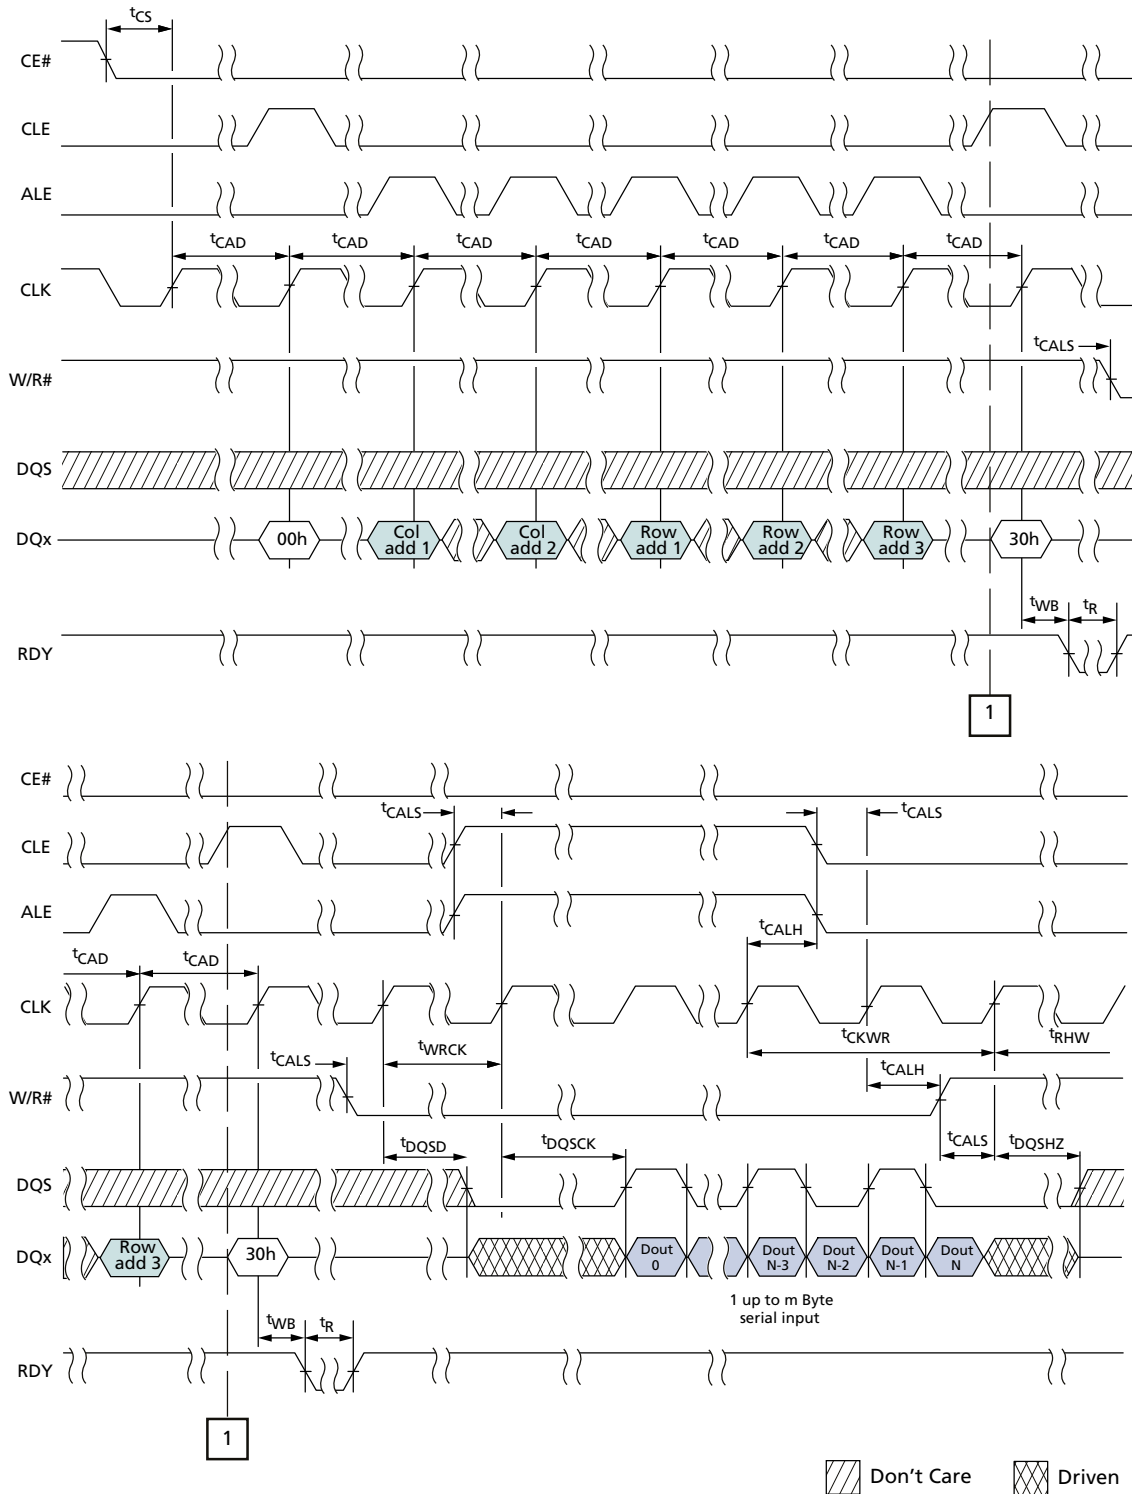 tCS
CE#
CLE
ALE
tCAD tCAD tCAD tCAD tCAD tCAD tCAD
CLK
tCALS
W/R#
DQS
DQx 00h Col add 1 Col add 2 Row add 1 Row add 2 Row add 3 30h
tWB tR
RDY
1
CE#
tCALS tCALS
CLE
ALE
tCALH
tCAD tCAD
CLK
tWRCK tCKWR tRHW
tCALS tCALH
W/R#
tDQSD tDQSCK tCALS tDQSHZ
DQS
DQx Row add 3 30h Dout 0 Dout N-3 Dout N-2 Dout N-1 Dout N
1 up to m Byte
serial input
tWB tR
RDY
1
Don't Care Driven